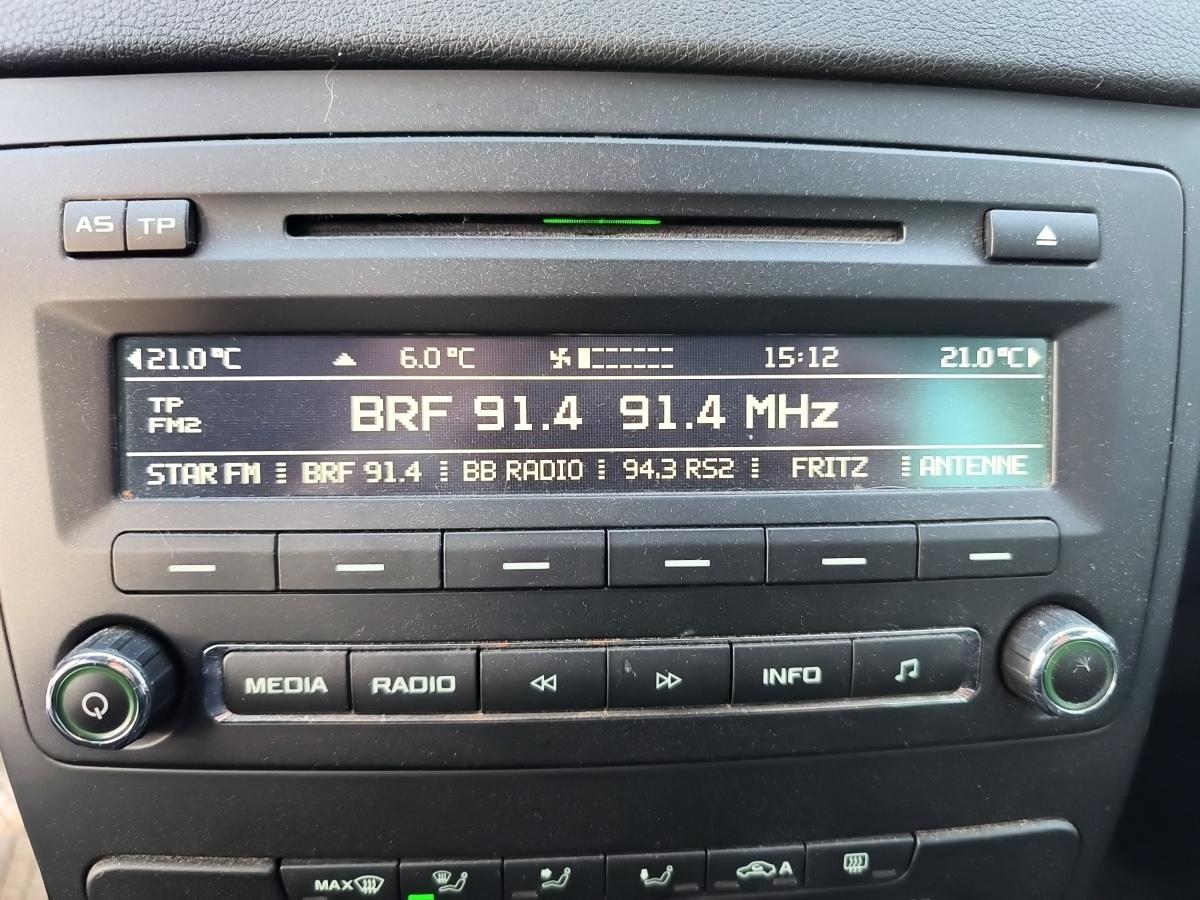 AS TP
21.0°C 6.0°C 15:12 21.0°C
TP
FM2
BRF 91.4 91.4 MHz
STAR FM BRF 91.4 BB RADIO 94.3 RS2 FRITZ ANTENNE
MEDIA RADIO INFO
MAX A